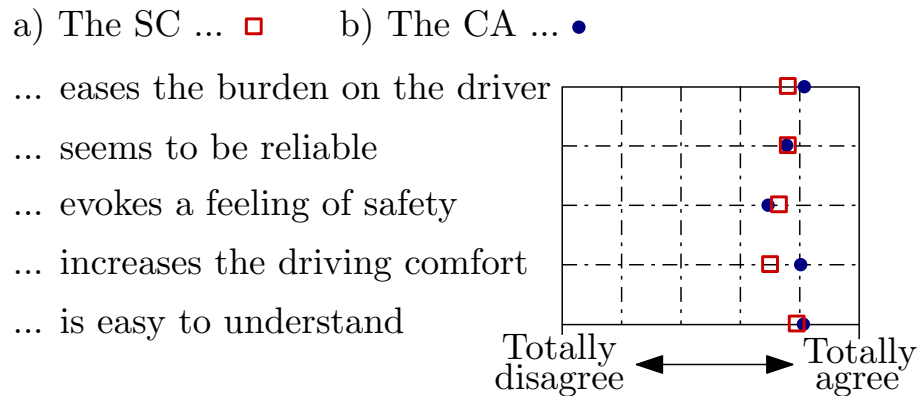 a) The SC ... b) The CA ...
... eases the burden on the driver
... seems to be reliable
... evokes a feeling of safety
... increases the driving comfort
... is easy to understand
Totally disagree
Totally agree